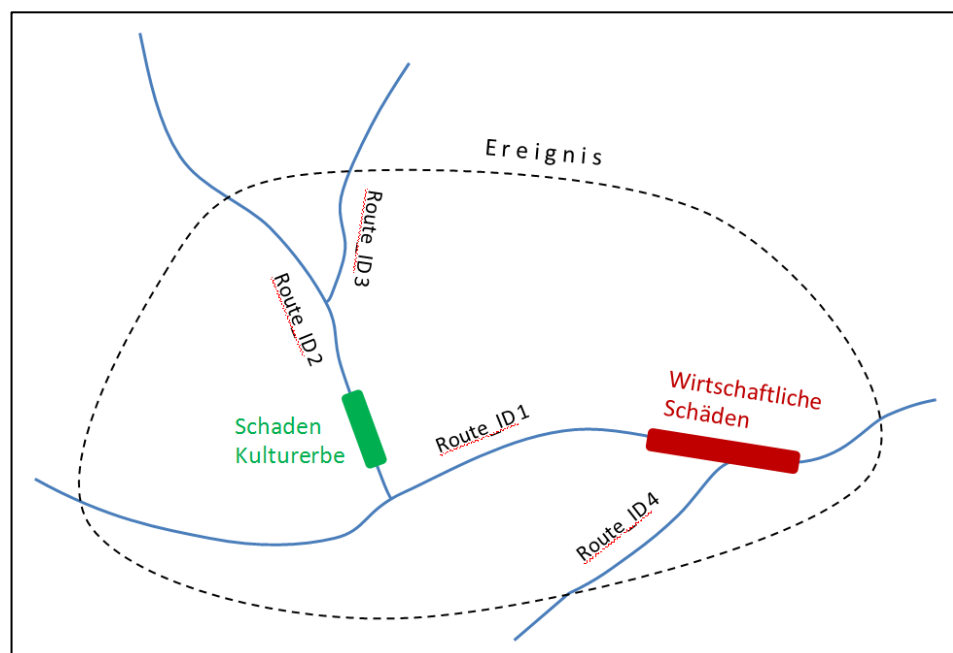 Ereignis
Route_ID3
Route_ID2
Wirtschaftliche
Schäden
Schaden
Kulturerbe
Route_ID1
Route_ID4